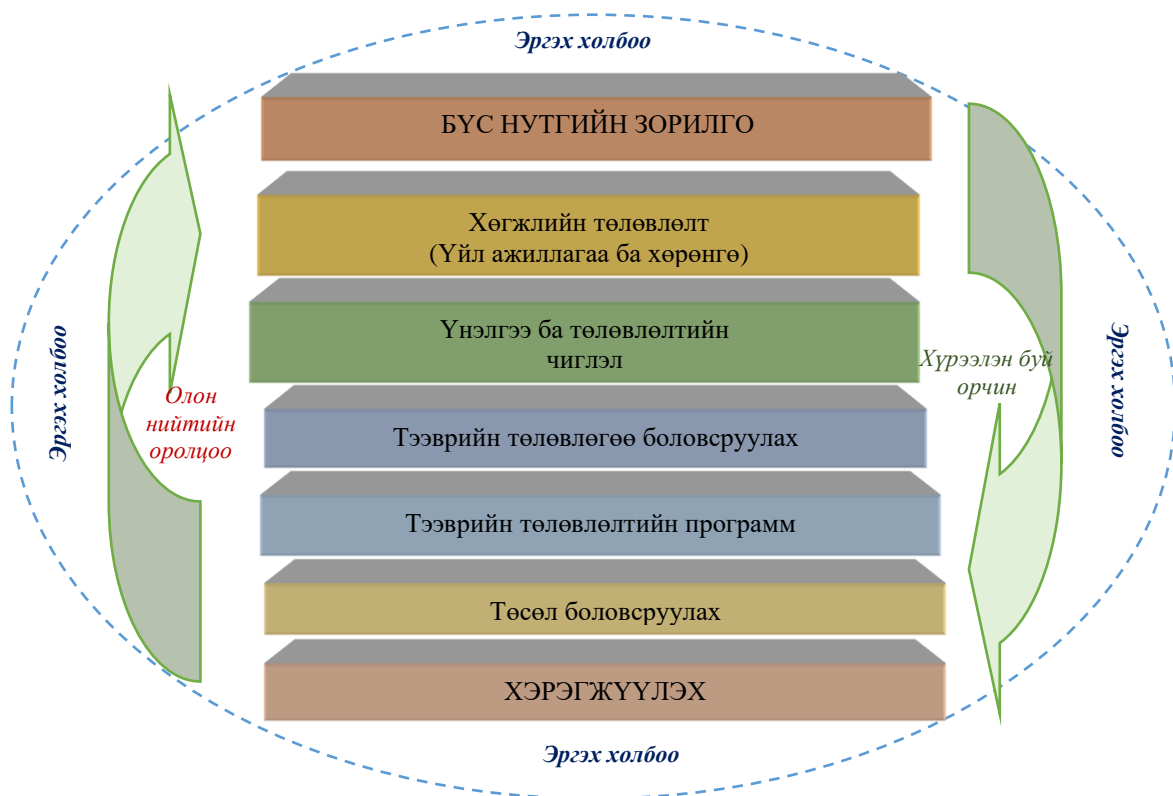 Эргэх холбоо
БҮС НУТГИЙН ЗОРИЛГО
Хөгжлийн төлөвлөлт
(Үйл ажиллагаа ба хөрөнгө)
Үнэлгээ ба төлөвлөлтийн
чиглэл
Эргэх холбоо
Олон
нийтийн
оролцоо
Хүрээлэн буй
орчин
Эргэх холбоо
Тээврийн төлөвлөгөө боловсруулах
Тээврийн төлөвлөлтийн программ
Төсөл боловсруулах
ХЭРЭГЖҮҮЛЭХ
Эргэх холбоо